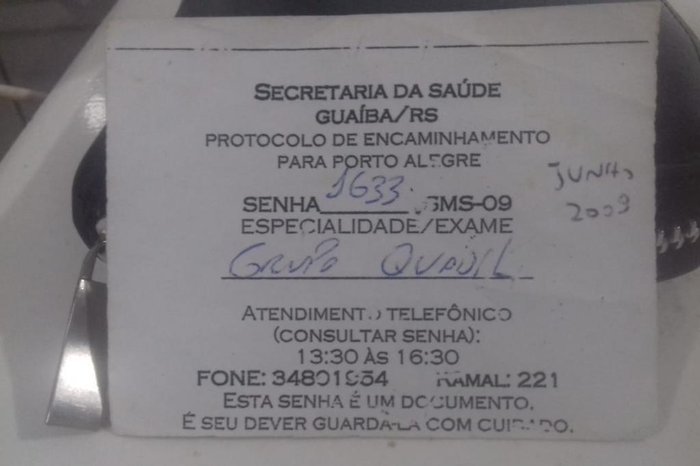 SECRETARIA DA SAÚDE
GUAÍBA/RS
PROTOCOLO DE ENCAMINHAMENTO
PARA PORTO ALEGRE
SENHA 1633 SMS-09
JUNHO
2009
ESPECIALIDADE/EXAME
GRUPO QUADIL
ATENDIMENTO TELEFÔNICO
(CONSULTAR SENHA):
13:30 ÀS 16:30
FONE: 34801954 RAMAL: 221
ESTA SENHA É UM DOCUMENTO.
É SEU DEVER GUARDÁ-LA COM CUIDADO.